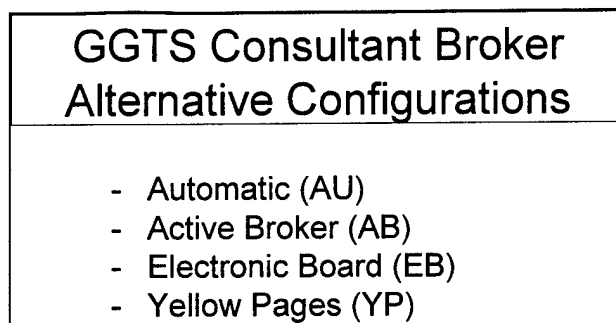 GGTS Consultant Broker
Alternative Configurations
- Automatic (AU)
- Active Broker (AB)
- Electronic Board (EB)
- Yellow Pages (YP)